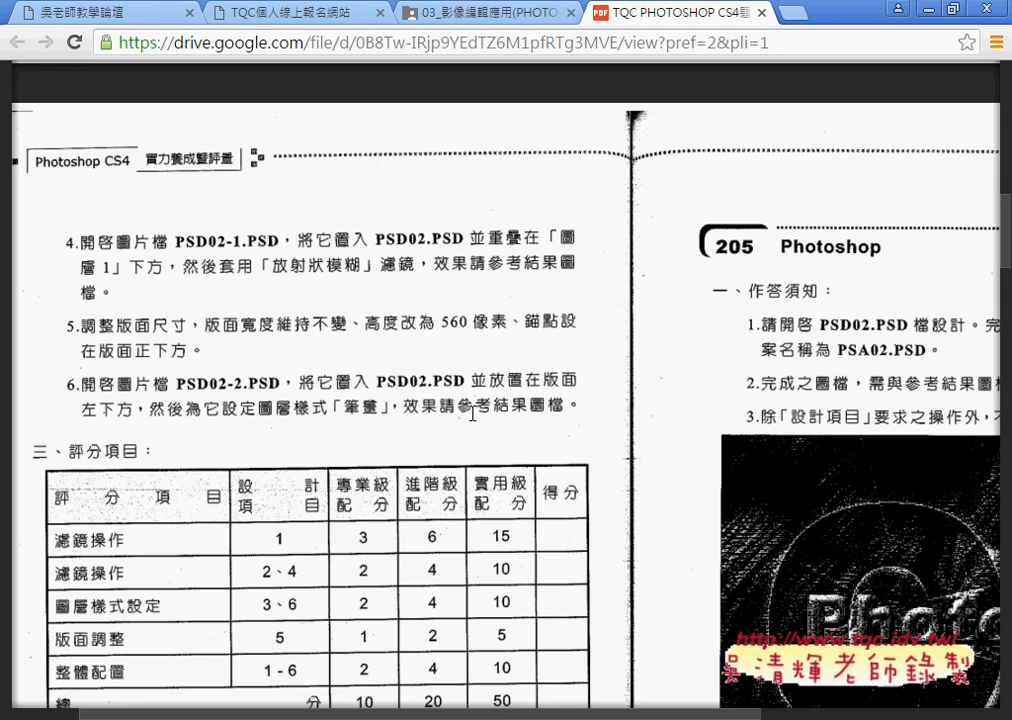 吳老師教學論壇
TQC個人線上報名網站
03_影像編輯應用(PHOTO
TQC PHOTOSHOP CS4題
https://drive.google.com/file/d/0B8Tw-IRjp9YEdTZ6M1pfRTg3MVE/view?pref=2&pli=1
Photoshop CS4 實力養成暨評量
4.開啟圖片檔 PSD02-1.PSD，將它置入 PSD02.PSD 並重疊在「圖
層 1」下方，然後套用「放射狀模糊」濾鏡，效果請參考結果圖
檔。
5.調整版面尺寸，版面寬度維持不變、高度改為 560 像素、錨點設
在版面正下方。
6.開啟圖片檔 PSD02-2.PSD，將它置入 PSD02.PSD 並放置在版面
左下方，然後為它設定圖層樣式「筆畫」，效果請參考結果圖檔。
三、評分項目：
評分項目 設計項目 專業級配分 進階級配分 實用級配分 得分
濾鏡操作 1 3 6 15
濾鏡操作 2、4 2 4 10
圖層樣式設定 3、6 2 4 10
版面調整 5 1 2 5
整體配置 1-6 2 4 10
總分 10 20 50
205 Photoshop
一、作答須知：
1.請開啟 PSD02.PSD 檔設計。完
案名稱為 PSA02.PSD。
2.完成之圖檔，需與參考結果圖
3.除「設計項目」要求之操作外，
Photo
http://www.tqc.idv.tw/
吳清輝老師錄製